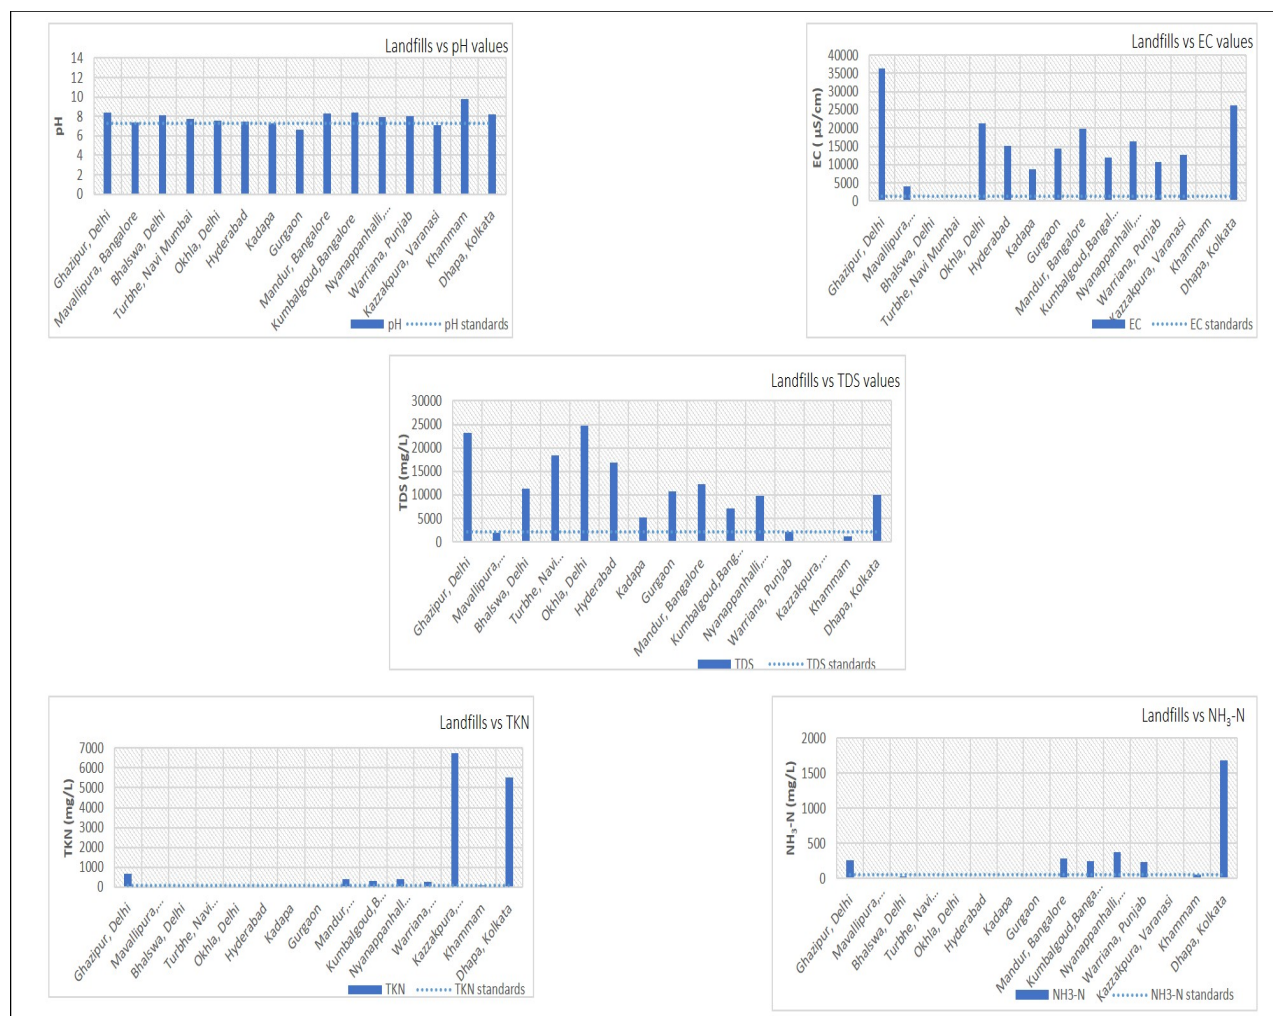 Landfills vs pH values
14
12
10
8
6
4
2
0
pH
Ghazipur, Delhi
Mavallipura, Bangalore
Bhalswa, Delhi
Turbhe, Navi Mumbai
Okhla, Delhi
Hyderabad
Kadapa
Gurgaon
Mandur, Bangalore
Kumbalgoud,Bangalore
Nyanappanhalli,...
Warriana, Punjab
Kazzakpura, Varanasi
Khammam
Dhapa, Kolkata
pH pH standards
Landfills vs EC values
40000
35000
30000
25000
20000
15000
10000
5000
0
EC ( µS/cm)
Ghazipur, Delhi
Mavallipura,...
Bhalswa, Delhi
Turbhe, Navi Mumbai
Okhla, Delhi
Hyderabad
Kadapa
Gurgaon
Mandur, Bangalore
Kumbalgoud,Bangal...
Nyanappanhalli,...
Warriana, Punjab
Kazzakpura, Varanasi
Khammam
Dhapa, Kolkata
EC EC standards
Landfills vs TDS values
30000
25000
20000
15000
10000
5000
0
TDS (mg/L)
Ghazipur, Delhi
Mavallipura,...
Bhalswa, Delhi
Turbhe, Navi...
Okhla, Delhi
Hyderabad
Kadapa
Gurgaon
Mandur, Bangalore
Kumbalgoud,Bang...
Nyanappanhalli,...
Warriana, Punjab
Kazzakpura,...
Khammam
Dhapa, Kolkata
TDS TDS standards
Landfills vs TKN
7000
6000
5000
4000
3000
2000
1000
0
TKN (mg/L)
Ghazipur, Delhi
Mavallipura,...
Bhalswa, Delhi
Turbhe, Navi...
Okhla, Delhi
Hyderabad
Kadapa
Gurgaon
Mandur,...
Kumbalgoud,B...
Nyanappanhall...
Warriana,...
Kazzakpura,...
Khammam
Dhapa, Kolkata
TKN TKN standards
Landfills vs NH₃-N
2000
1500
1000
500
0
NH₃-N (mg/L)
Ghazipur, Delhi
Mavallipura,...
Bhalswa, Delhi
Turbhe, Navi...
Okhla, Delhi
Hyderabad
Kadapa
Gurgaon
Mandur, Bangalore
Kumbalgoud,Banga...
Nyanappanhalli,...
Warriana, Punjab
Kazzakpura, Varanasi
Khammam
Dhapa, Kolkata
NH3-N NH3-N standards